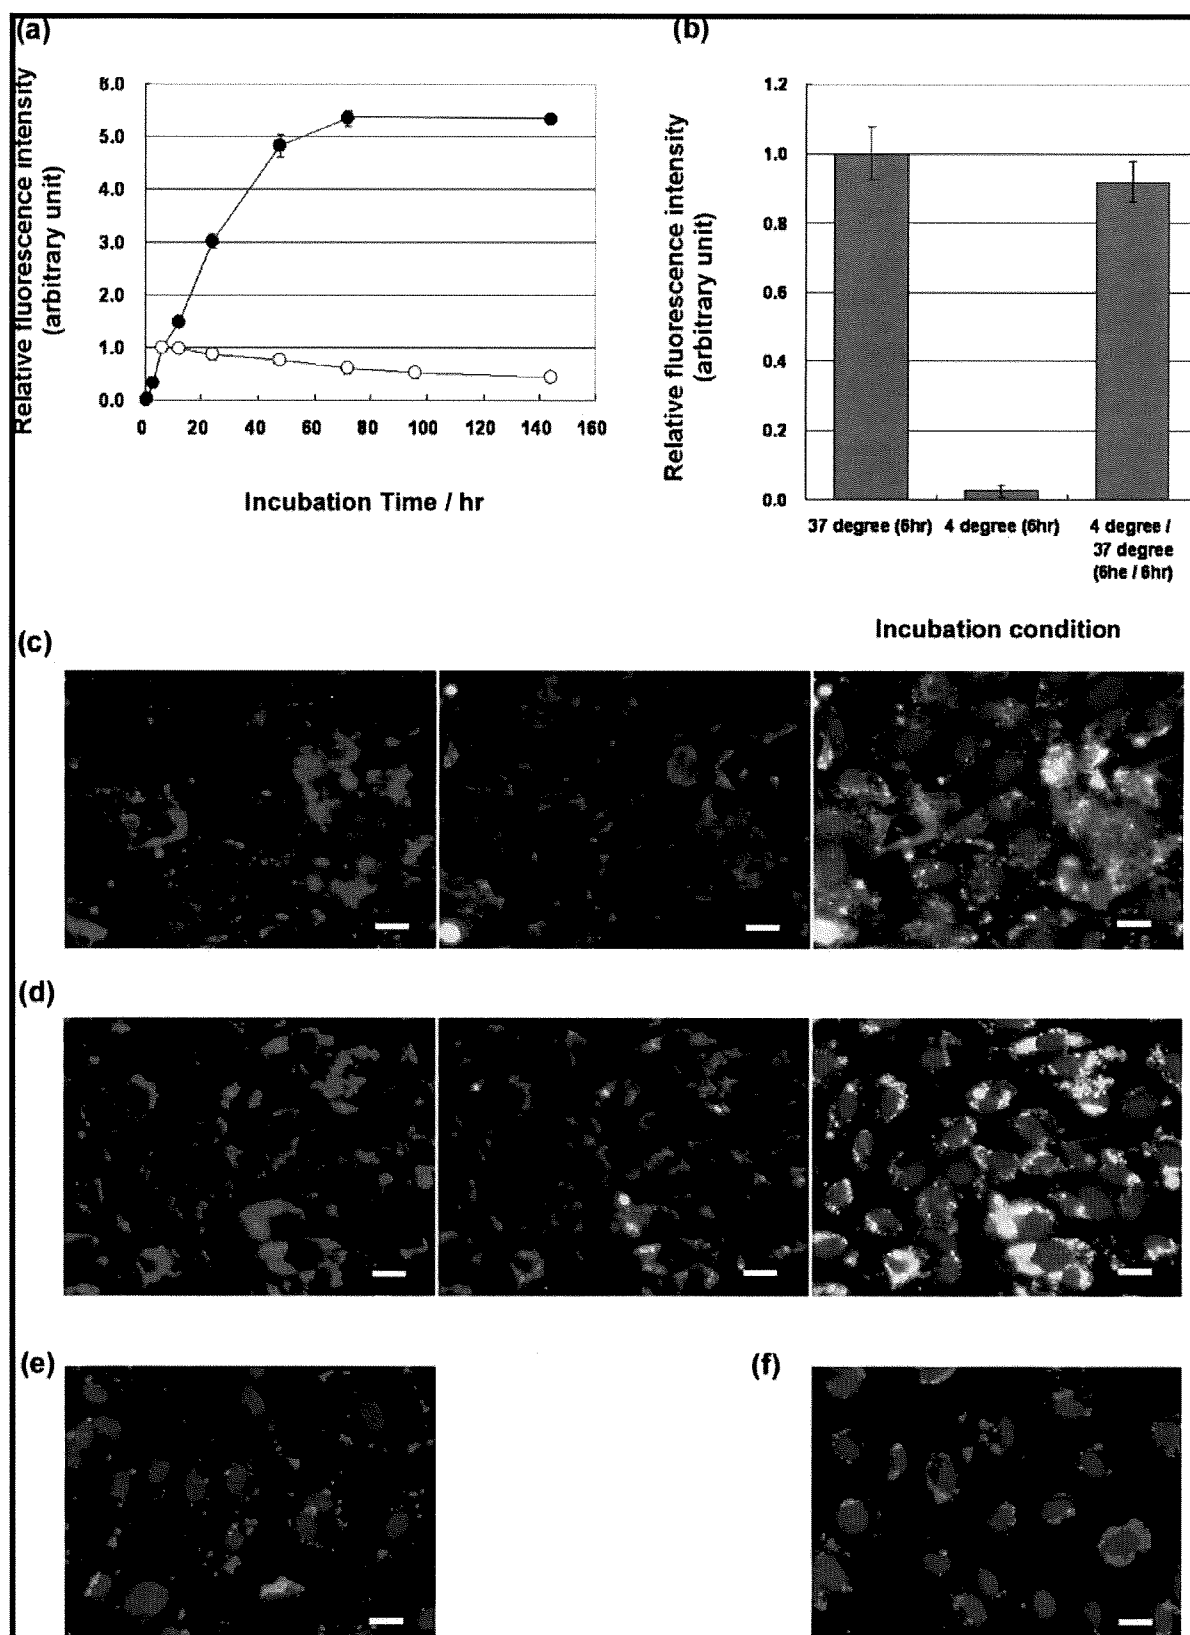 (a)
Relative fluorescence intensity
(arbitrary unit)
6.0
5.0
4.0
3.0
2.0
1.0
0.0
0 20 40 60 80 100 120 140 160
Incubation Time / hr
(b)
Relative fluorescence intensity
(arbitrary unit)
1.2
1.0
0.8
0.6
0.4
0.2
0.0
37 degree (6hr) 4 degree (6hr) 4 degree /
37 degree
(6he / 6hr)
Incubation condition
(c)
(d)
(e)
(f)